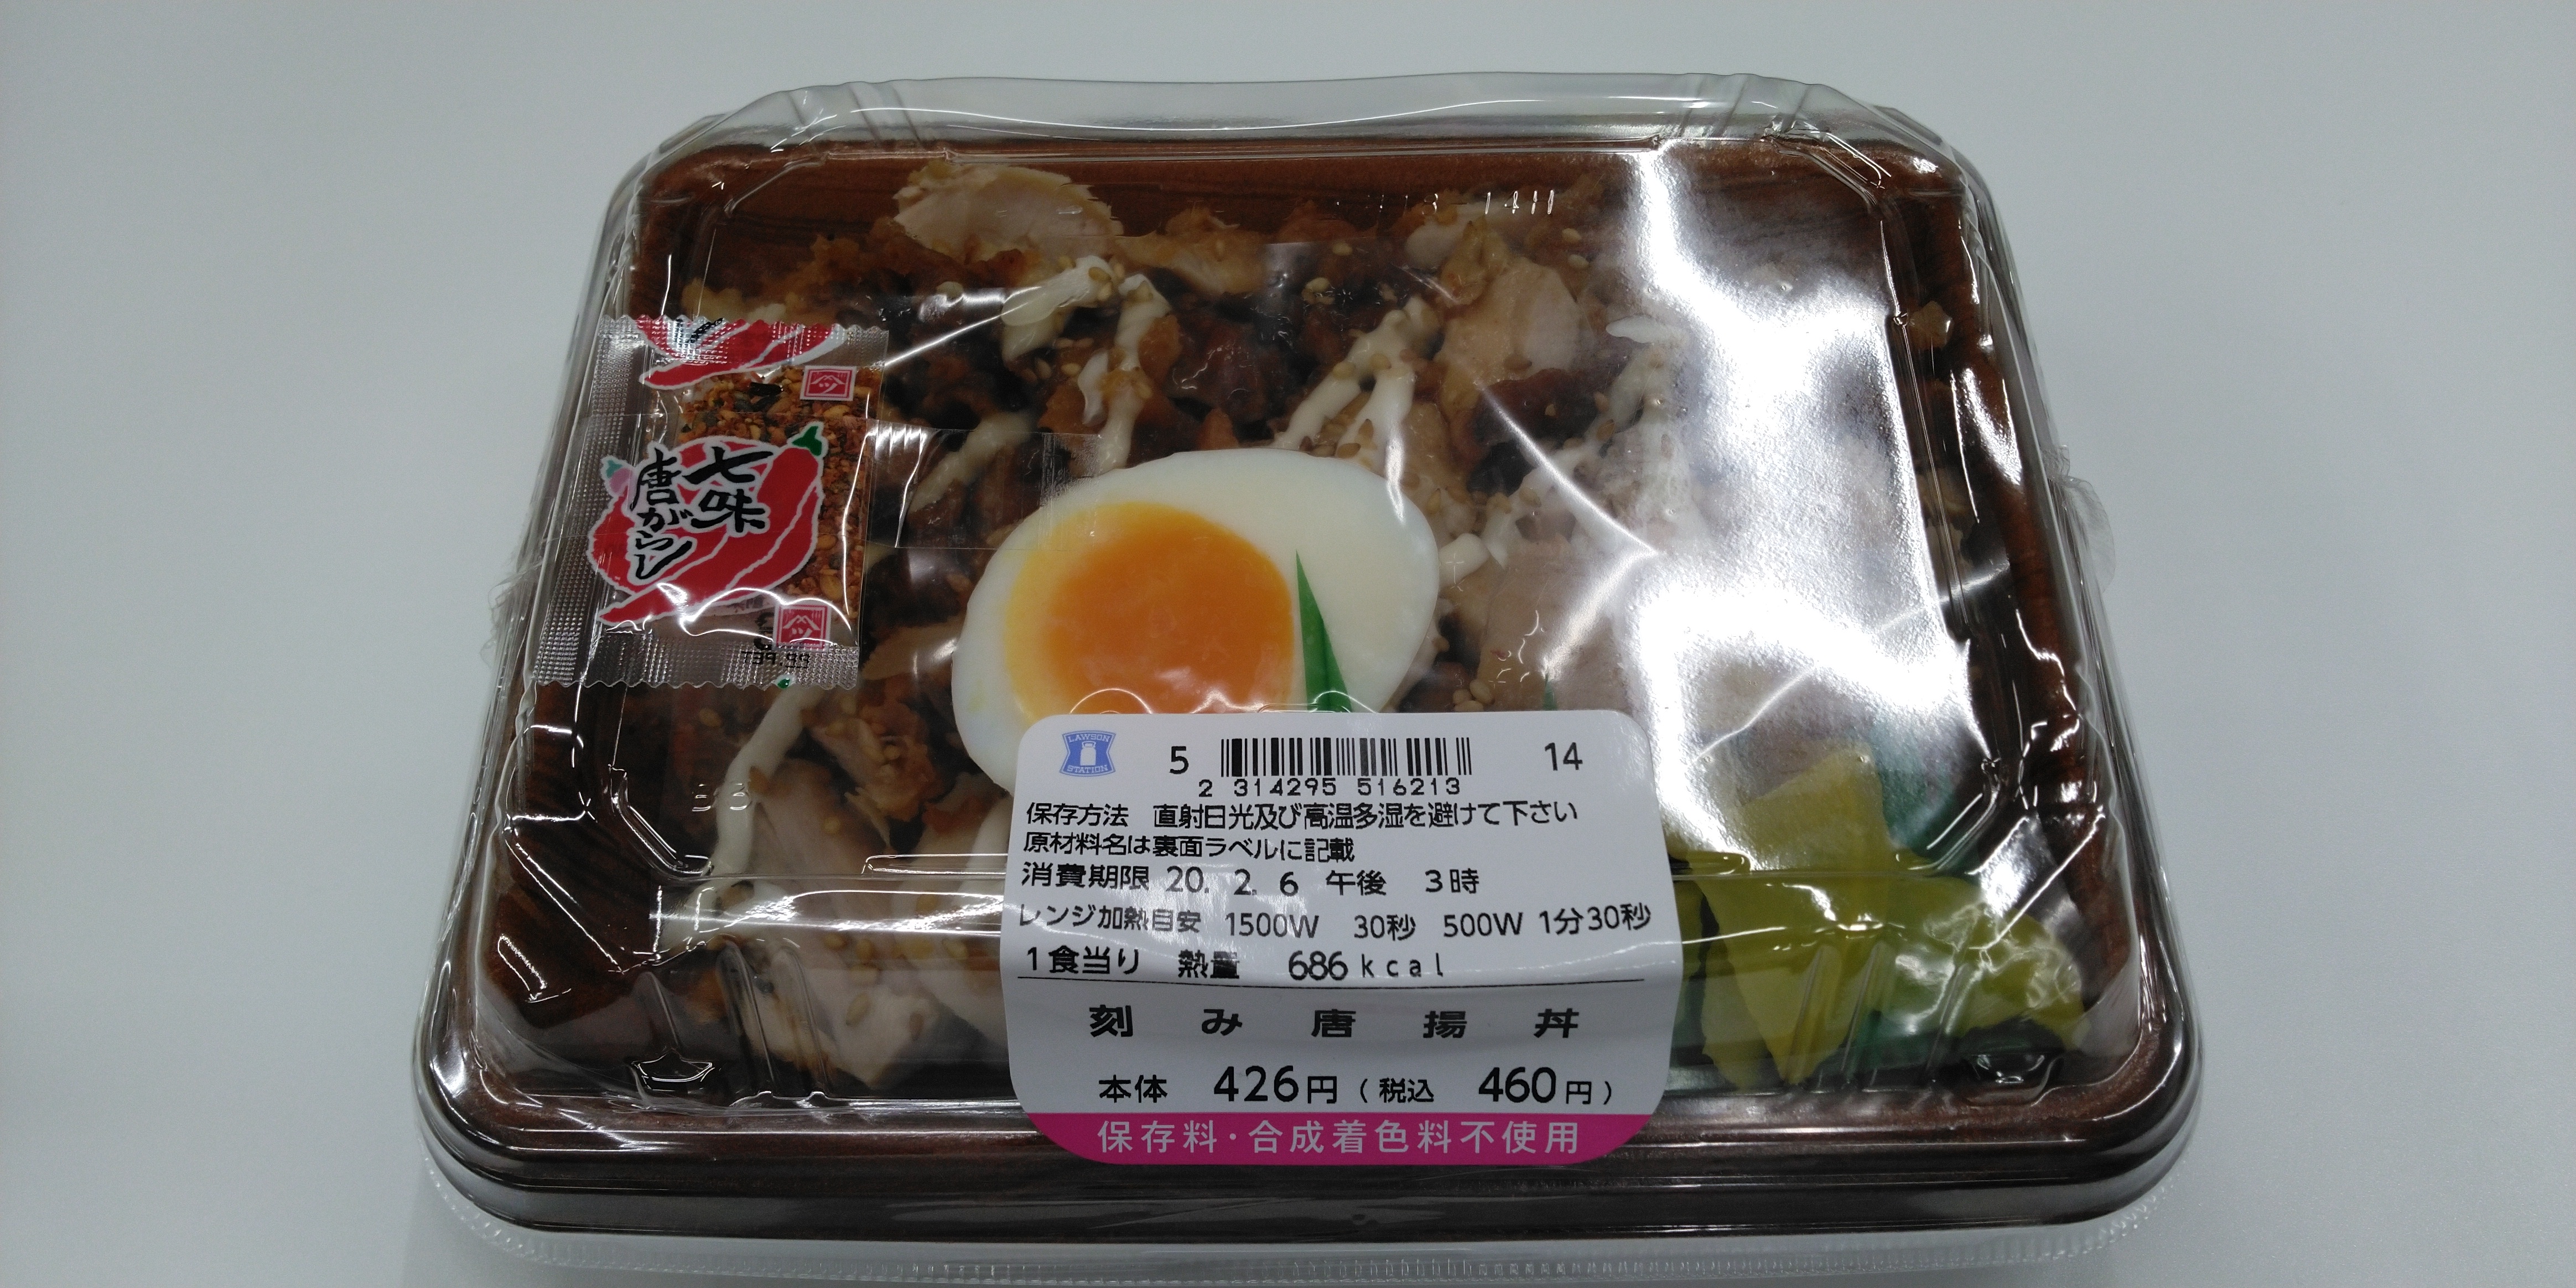 1411
七味
唐がらし
LAWSON
STATION
5 14
2 314295 516213
保存方法 直射日光及び高温多湿を避けて下さい
原材料名は裏面ラベルに記載
消費期限 20. 2. 6 午後 3時
レンジ加熱目安 1500W 30秒 500W 1分30秒
1食当り 熱量 686kcal
刻み唐揚丼
本体 426円(税込 460円)
保存料・合成着色料不使用